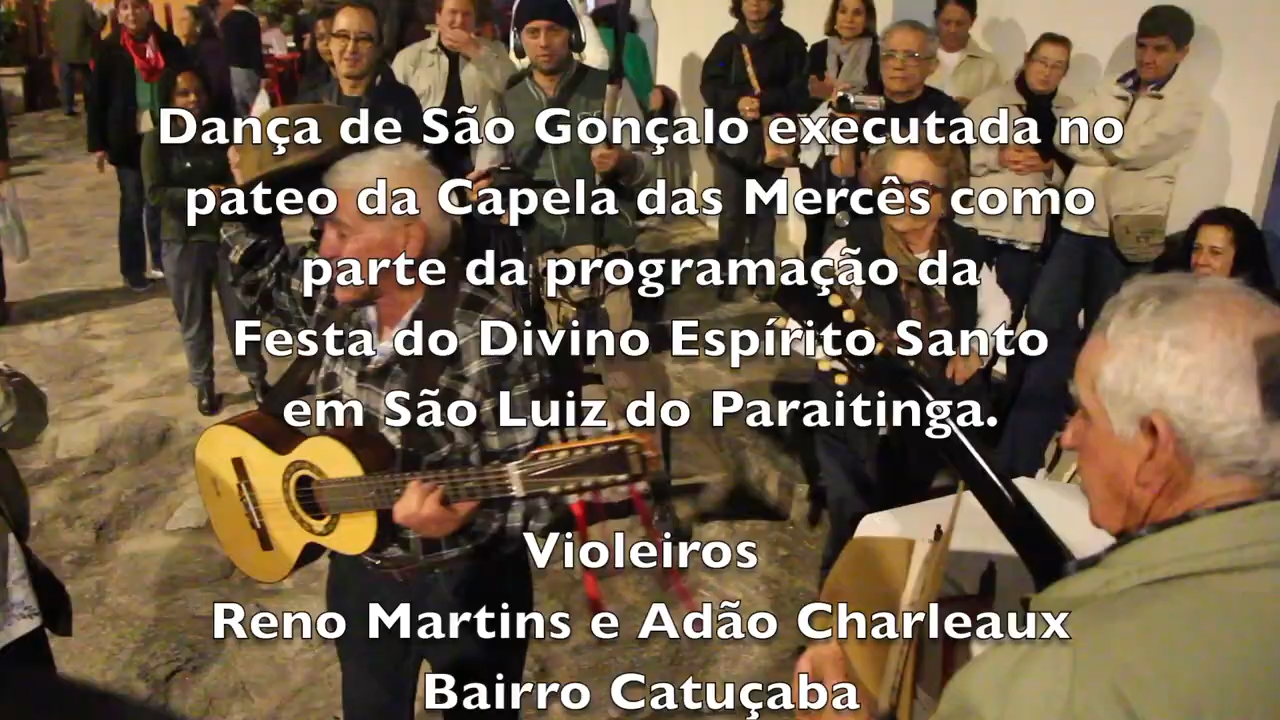 Dança de São Gonçalo executada no
pateo da Capela das Mercês como
parte da programação da
Festa do Divino Espírito Santo
em São Luiz do Paraitinga.
Violeiros
Reno Martins e Adão Charleaux
Bairro Catuçaba